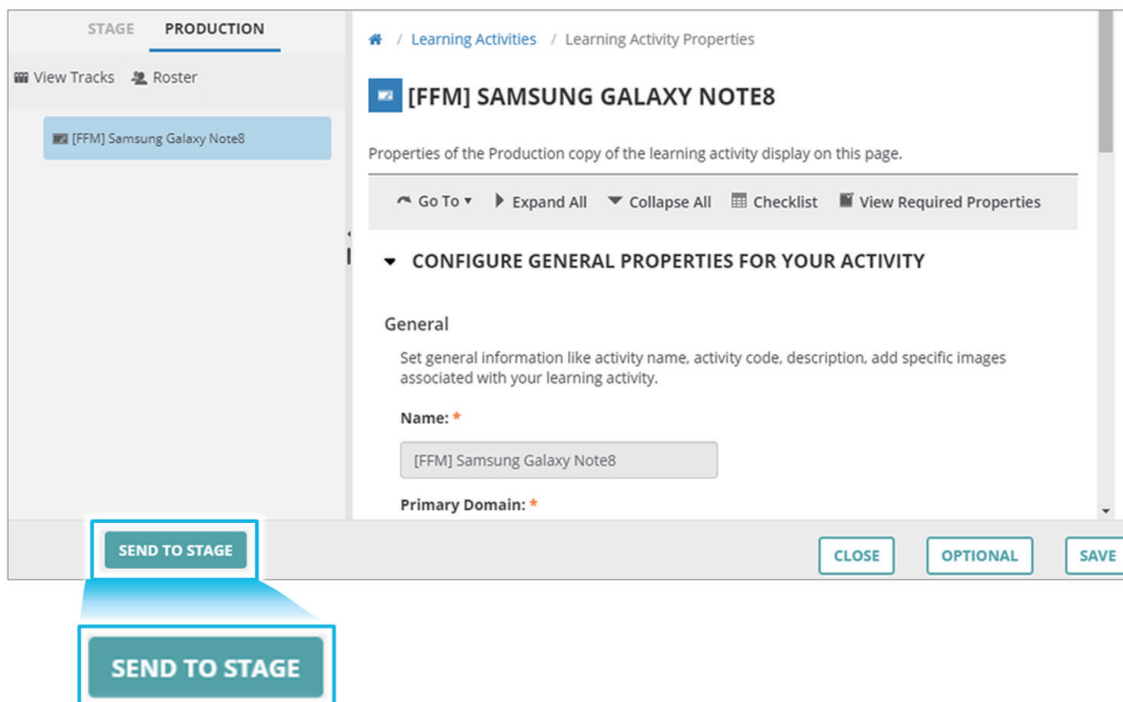 STAGE PRODUCTION
View Tracks Roster
[FFM] Samsung Galaxy Note8
/ Learning Activities / Learning Activity Properties
[FFM] SAMSUNG GALAXY NOTE8
Properties of the Production copy of the learning activity display on this page.
Go To Expand All Collapse All Checklist View Required Properties
CONFIGURE GENERAL PROPERTIES FOR YOUR ACTIVITY
General
Set general information like activity name, activity code, description, add specific images
associated with your learning activity.
Name: *
[FFM] Samsung Galaxy Note8
Primary Domain: *
SEND TO STAGE
CLOSE OPTIONAL SAVE
SEND TO STAGE